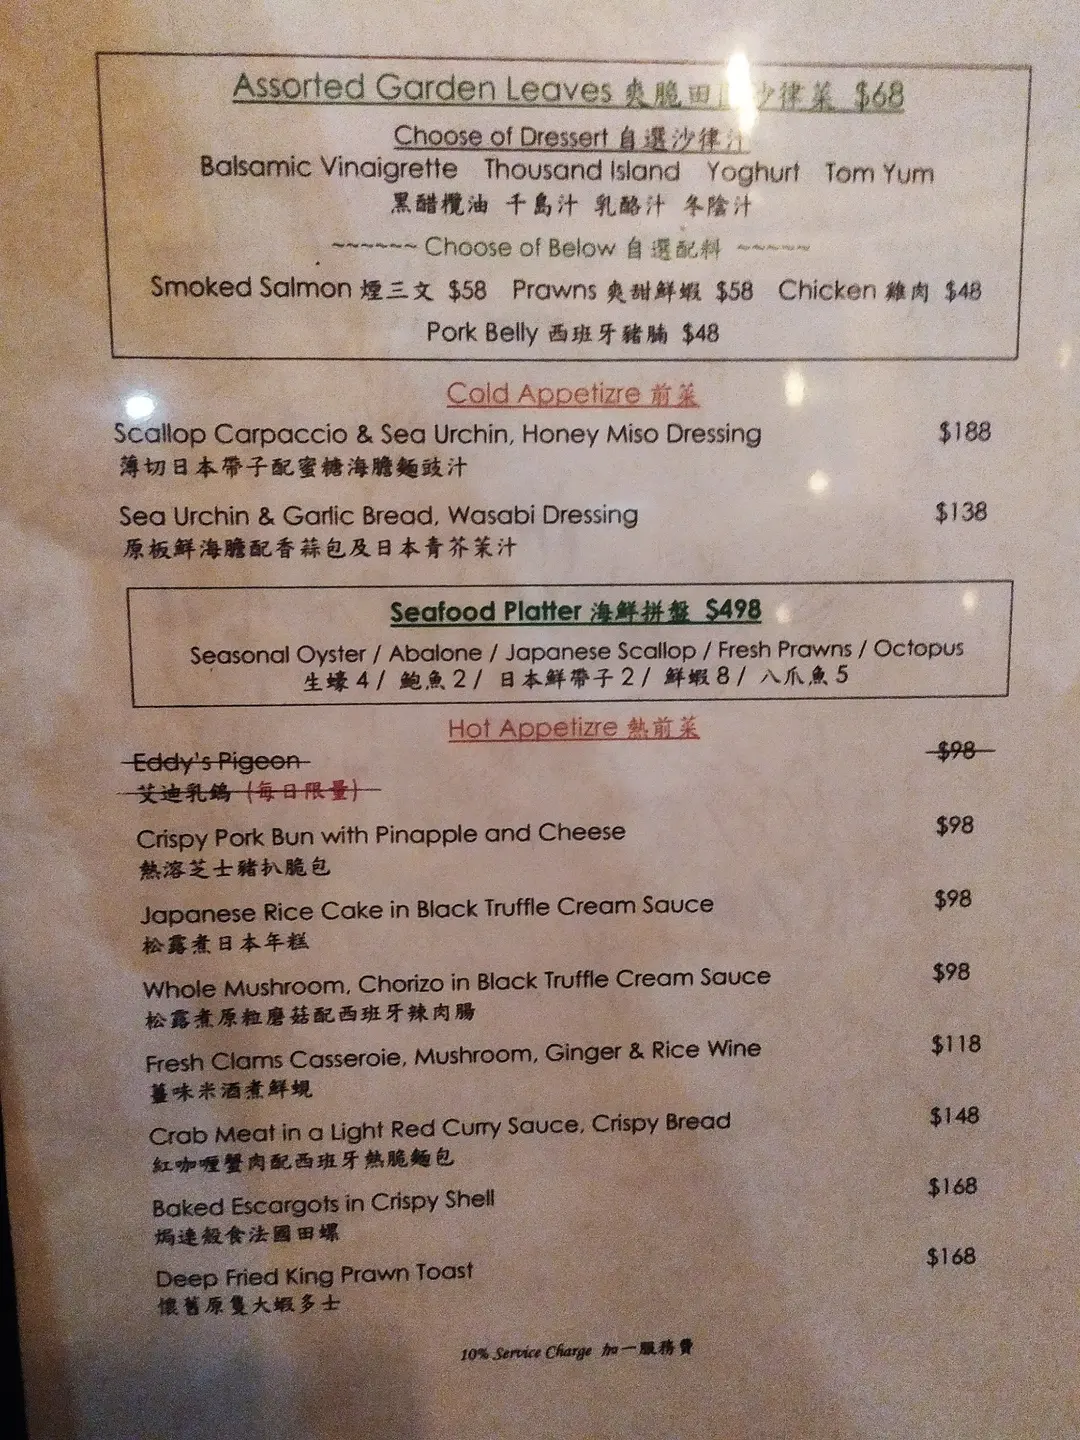 Assorted Garden Leaves 爽脆田 沙律菜 $68
Choose of Dressert 自選沙律汁
Balsamic Vinaigrette Thousand Island Yoghurt Tom Yum
黑醋欖油 千島汁 乳酪汁 冬陰汁
~~~~~~ Choose of Below 自選配料 ~~~~~
Smoked Salmon 煙三文 $58 Prawns 爽甜鮮蝦 $58 Chicken 雞肉 $48
Pork Belly 西班牙豬腩 $48
Cold Appetizre 前菜
Scallop Carpaccio & Sea Urchin, Honey Miso Dressing $188
薄切日本帶子配蜜糖海膽麵豉汁
Sea Urchin & Garlic Bread, Wasabi Dressing $138
原板鮮海膽配香蒜包及日本青芥茉汁
Seafood Platter 海鮮拼盤 $498
Seasonal Oyster / Abalone / Japanese Scallop / Fresh Prawns / Octopus
生蠔 4 / 鮑魚 2 / 日本鮮帶子 2 / 鮮蝦 8 / 八爪魚 5
Hot Appetizre 熱前菜
Eddy's Pigeon $98
艾迪乳鴿 (每日限量)
Crispy Pork Bun with Pinapple and Cheese $98
熱溶芝士豬扒脆包
Japanese Rice Cake in Black Truffle Cream Sauce $98
松露煮日本年糕
Whole Mushroom, Chorizo in Black Truffle Cream Sauce $98
松露煮原粒磨菇配西班牙辣肉腸
Fresh Clams Casseroie, Mushroom, Ginger & Rice Wine $118
薑味米酒煮鮮蜆
Crab Meat in a Light Red Curry Sauce, Crispy Bread $148
紅咖喱蟹肉配西班牙熱脆麵包
Baked Escargots in Crispy Shell $168
焗連殼食法國田螺
Deep Fried King Prawn Toast $168
懷舊原隻大蝦多士
10% Service Charge 加一服務費